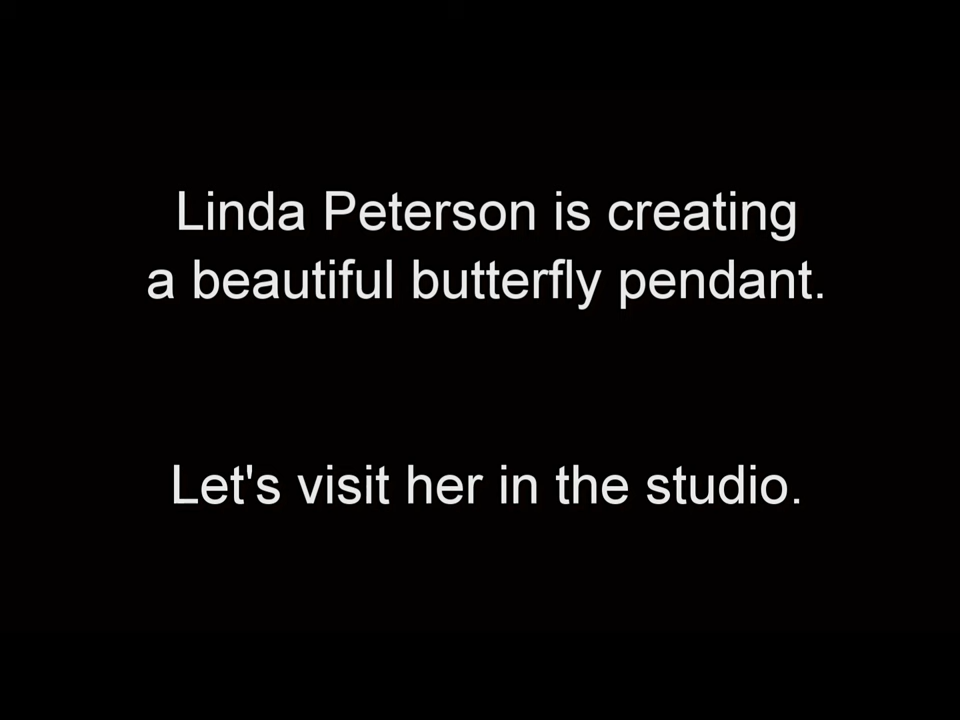 Linda Peterson is creating
a beautiful butterfly pendant.
Let's visit her in the studio.